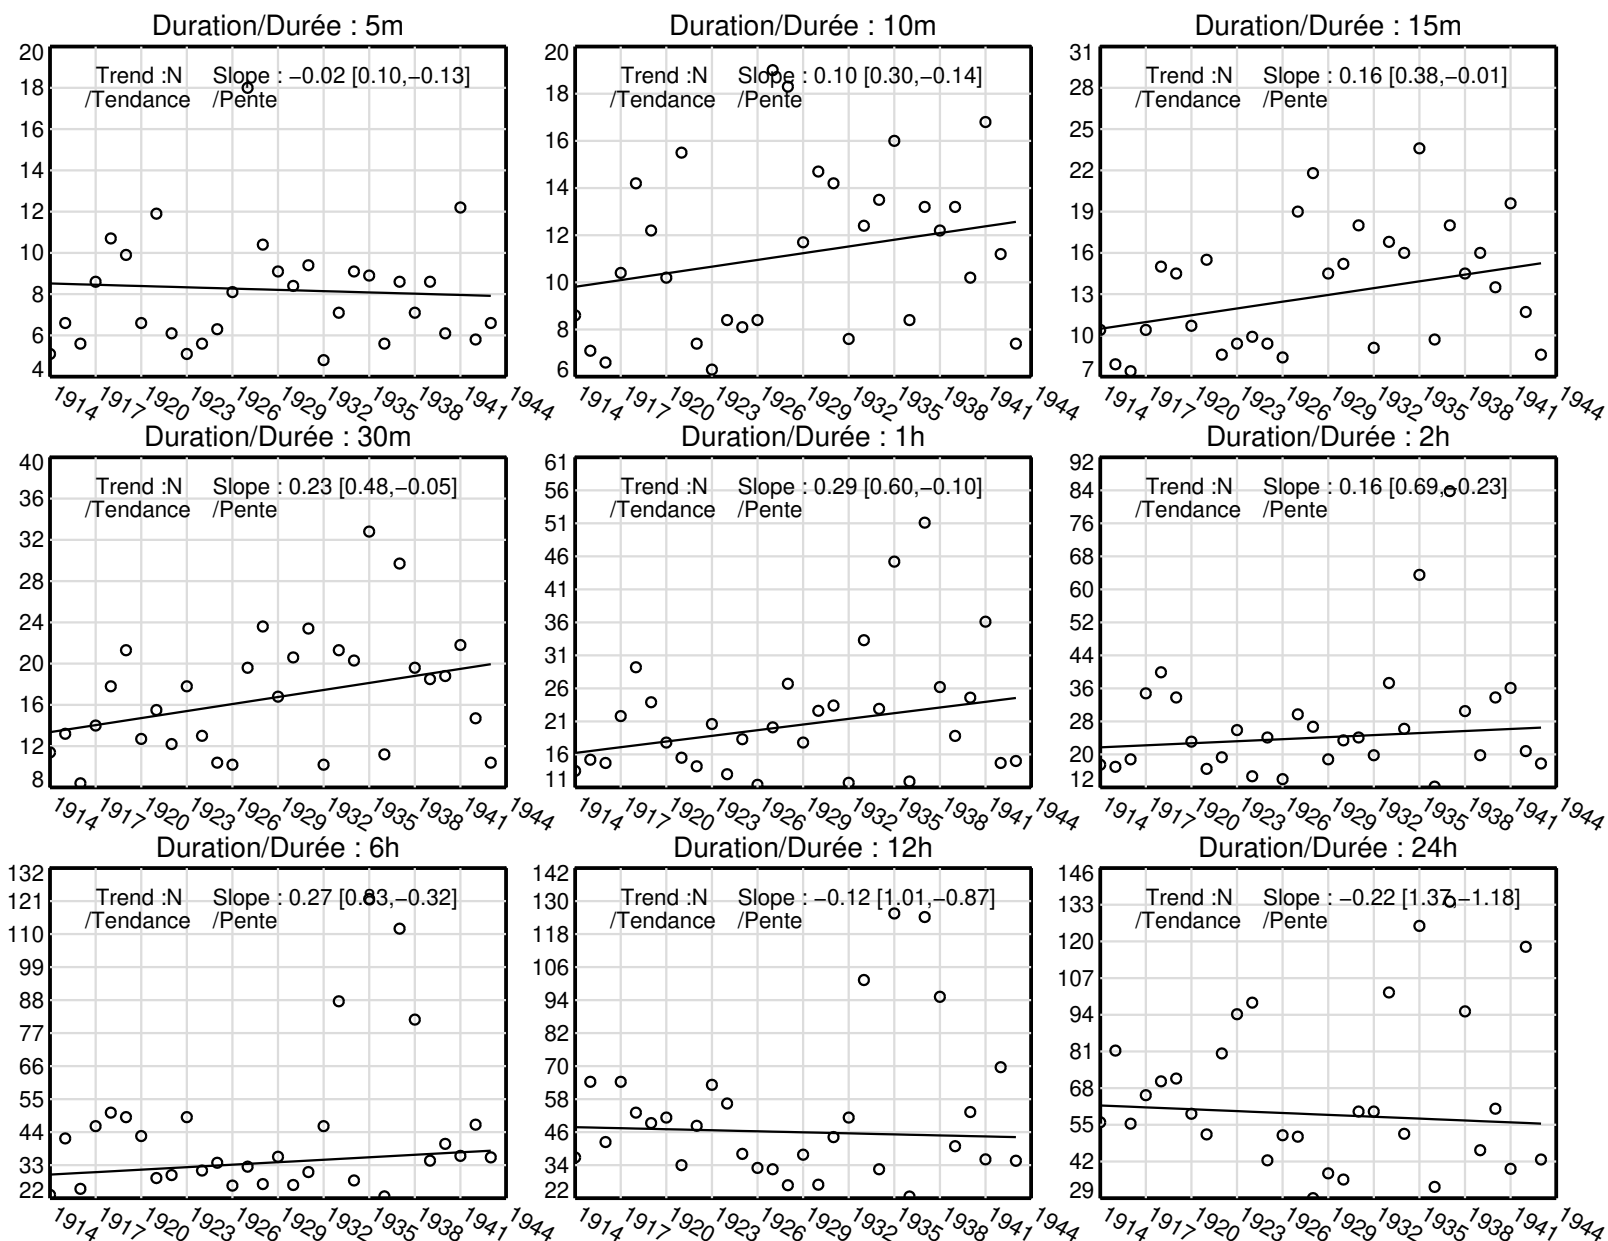 Duration/Durée : 5m
Trend :N Slope : −0.02 [0.10,−0.13]
/Tendance /Pente
20
18
16
14
12
10
8
6
4
1914 1917 1920 1923 1926 1929 1932 1935 1938 1941 1944
Duration/Durée : 10m
Trend :N Slope : 0.10 [0.30,−0.14]
/Tendance /Pente
20
18
16
14
12
10
8
6
1914 1917 1920 1923 1926 1929 1932 1935 1938 1941 1944
Duration/Durée : 15m
Trend :N Slope : 0.16 [0.38,−0.01]
/Tendance /Pente
31
28
25
22
19
16
13
10
7
1914 1917 1920 1923 1926 1929 1932 1935 1938 1941 1944
Duration/Durée : 30m
Trend :N Slope : 0.23 [0.48,−0.05]
/Tendance /Pente
40
36
32
28
24
20
16
12
8
1914 1917 1920 1923 1926 1929 1932 1935 1938 1941 1944
Duration/Durée : 1h
Trend :N Slope : 0.29 [0.60,−0.10]
/Tendance /Pente
61
56
51
46
41
36
31
26
21
16
11
1914 1917 1920 1923 1926 1929 1932 1935 1938 1941 1944
Duration/Durée : 2h
Trend :N Slope : 0.16 [0.69,−0.23]
/Tendance /Pente
92
84
76
68
60
52
44
36
28
20
12
1914 1917 1920 1923 1926 1929 1932 1935 1938 1941 1944
Duration/Durée : 6h
Trend :N Slope : 0.27 [0.83,−0.32]
/Tendance /Pente
132
121
110
99
88
77
66
55
44
33
22
1914 1917 1920 1923 1926 1929 1932 1935 1938 1941 1944
Duration/Durée : 12h
Trend :N Slope : −0.12 [1.01,−0.87]
/Tendance /Pente
142
130
118
106
94
82
70
58
46
34
22
1914 1917 1920 1923 1926 1929 1932 1935 1938 1941 1944
Duration/Durée : 24h
Trend :N Slope : −0.22 [1.37,−1.18]
/Tendance /Pente
146
133
120
107
94
81
68
55
42
29
1914 1917 1920 1923 1926 1929 1932 1935 1938 1941 1944